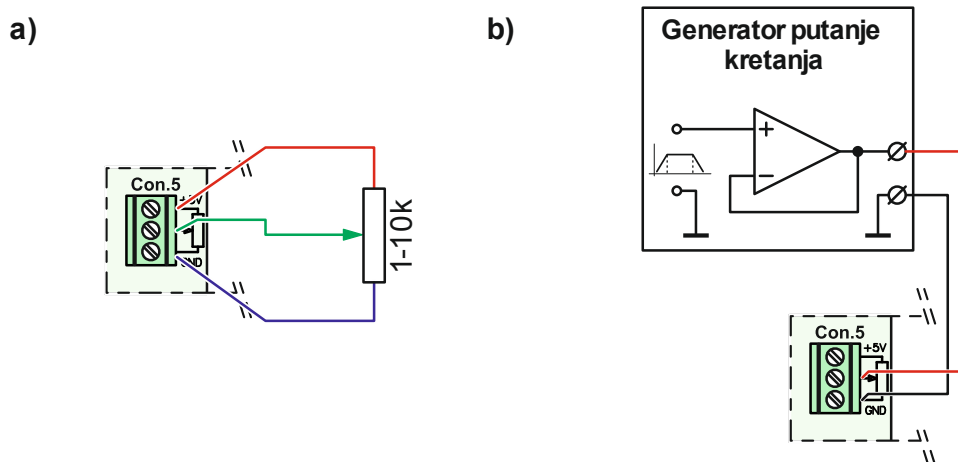 a)
Con.5
+5V
GND
1-10k
b)
Generator putanje
kretanja
+
−
Con.5
+5V
GND